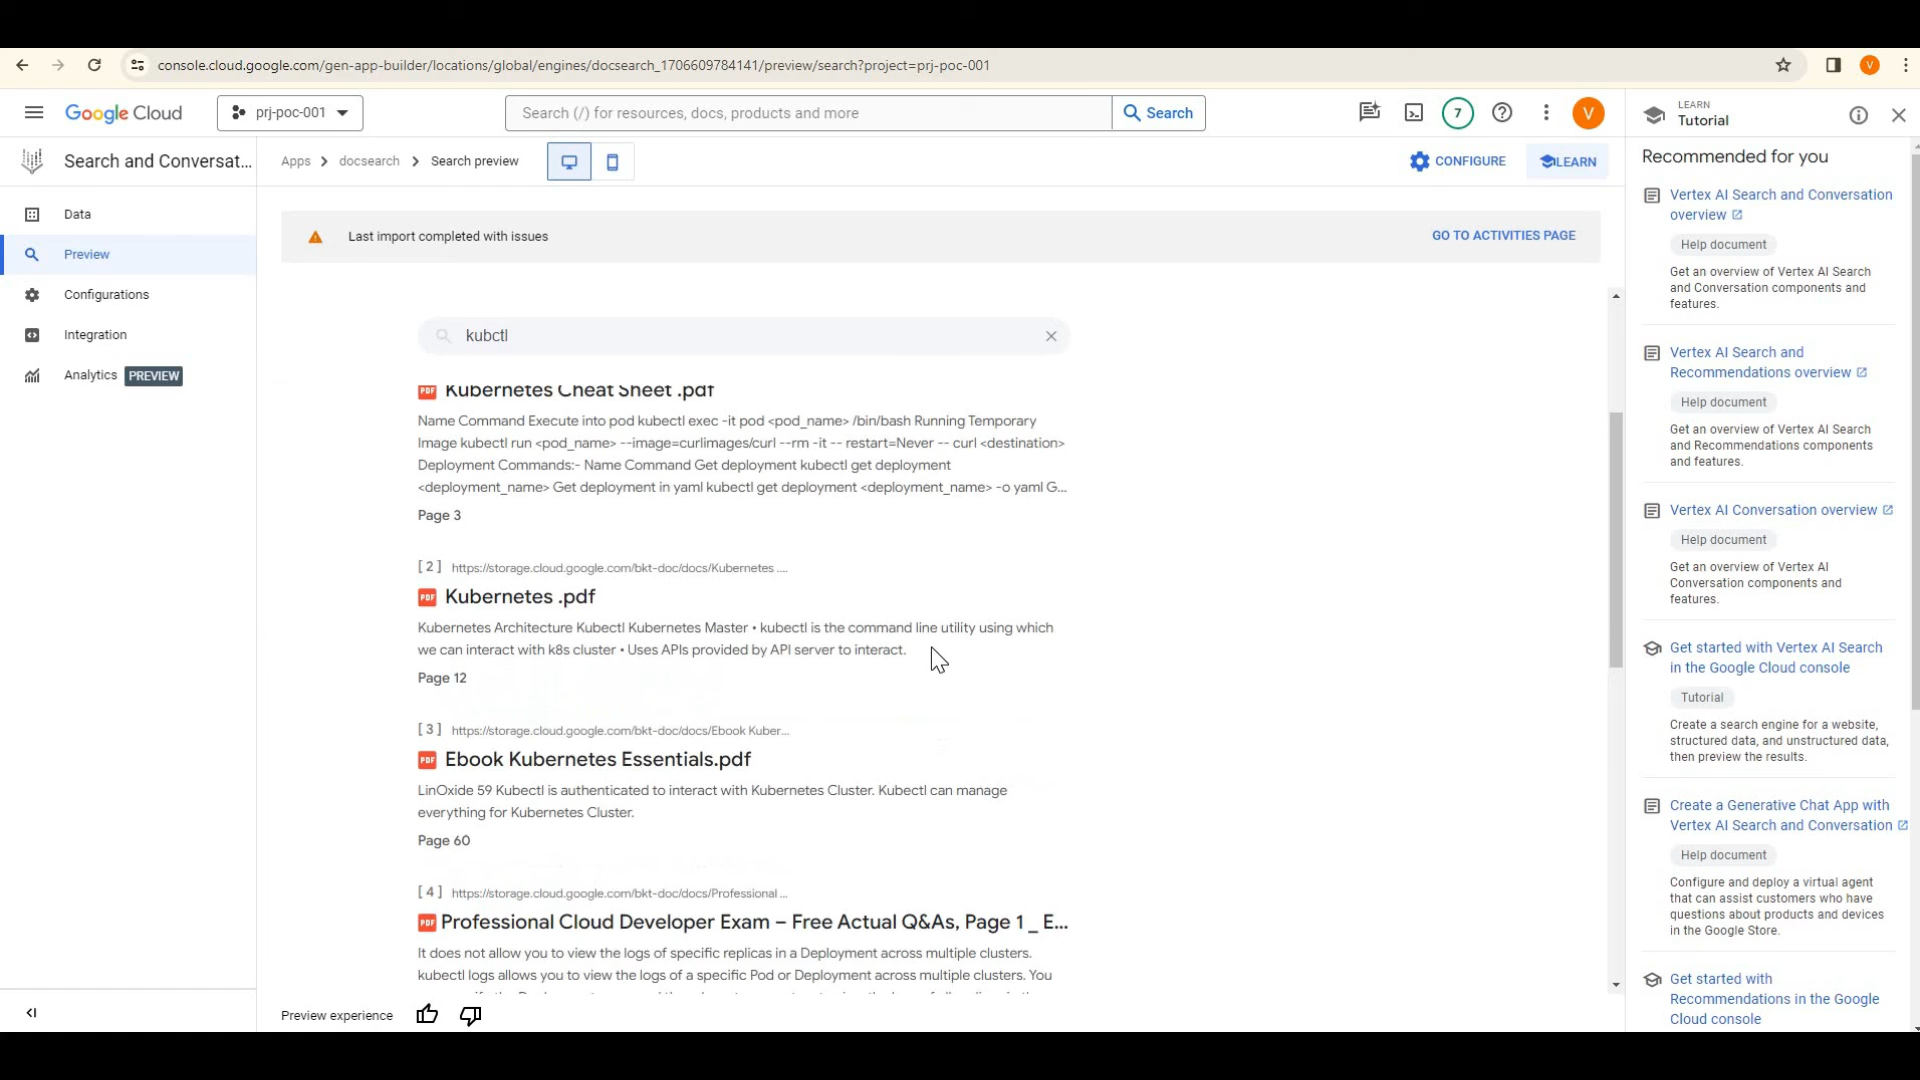 console.cloud.google.com/gen-app-builder/locations/global/engines/docsearch_1706609784141/preview/search?project=prj-poc-001
V
Google Cloud
prj-poc-001
Search (/) for resources, docs, products and more
Search
7
V
LEARN
Tutorial
Search and Conversat...
Apps
docsearch
Search preview
CONFIGURE
LEARN
Data
Preview
Configurations
Integration
Analytics PREVIEW
Last import completed with issues
GO TO ACTIVITIES PAGE
kubctl
PDF Kubernetes Cheat Sheet .pdf
Name Command Execute into pod kubectl exec -it pod <pod_name> /bin/bash Running Temporary
Image kubectl run <pod_name> --image=curlimages/curl --rm -it -- restart=Never -- curl <destination>
Deployment Commands:- Name Command Get deployment kubectl get deployment
<deployment_name> Get deployment in yaml kubectl get deployment <deployment_name> -o yaml G...
Page 3
[ 2 ] https://storage.cloud.google.com/bkt-doc/docs/Kubernetes ....
PDF Kubernetes .pdf
Kubernetes Architecture Kubectl Kubernetes Master • kubectl is the command line utility using which
we can interact with k8s cluster • Uses APIs provided by API server to interact.
Page 12
[ 3 ] https://storage.cloud.google.com/bkt-doc/docs/Ebook Kuber...
PDF Ebook Kubernetes Essentials.pdf
LinOxide 59 Kubectl is authenticated to interact with Kubernetes Cluster. Kubectl can manage
everything for Kubernetes Cluster.
Page 60
[ 4 ] https://storage.cloud.google.com/bkt-doc/docs/Professional ...
PDF Professional Cloud Developer Exam – Free Actual Q&As, Page 1 _ E...
It does not allow you to view the logs of specific replicas in a Deployment across multiple clusters.
kubectl logs allows you to view the logs of a specific Pod or Deployment across multiple clusters. You
Preview experience
Recommended for you
Vertex AI Search and Conversation
overview
Help document
Get an overview of Vertex AI Search
and Conversation components and
features.
Vertex AI Search and
Recommendations overview
Help document
Get an overview of Vertex AI Search
and Recommendations components
and features.
Vertex AI Conversation overview
Help document
Get an overview of Vertex AI
Conversation components and
features.
Get started with Vertex AI Search
in the Google Cloud console
Tutorial
Create a search engine for a website,
structured data, and unstructured data,
then preview the results.
Create a Generative Chat App with
Vertex AI Search and Conversation
Help document
Configure and deploy a virtual agent
that can assist customers who have
questions about products and devices
in the Google Store.
Get started with
Recommendations in the Google
Cloud console